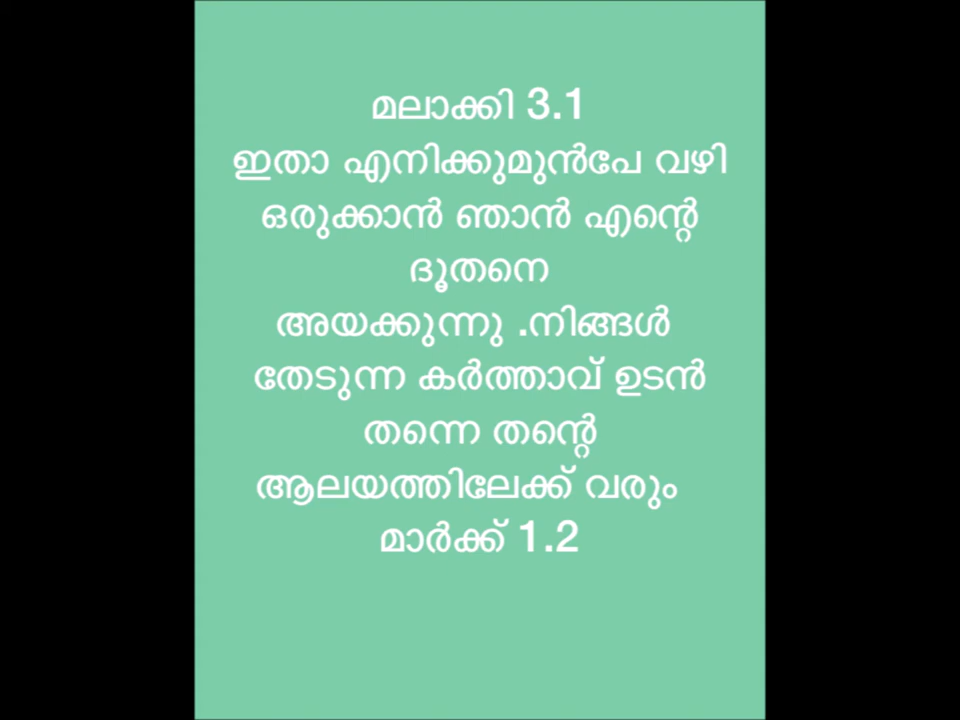 മലാക്കി 3.1
ഇതാ എനിക്കുമുൻപേ വഴി
ഒരുക്കാൻ ഞാൻ എന്റെ
ദൂതനെ
അയക്കുന്നു .നിങ്ങൾ
തേടുന്ന കർത്താവ് ഉടൻ
തന്നെ തന്റെ
ആലയത്തിലേക്ക് വരും
മാർക്ക് 1.2